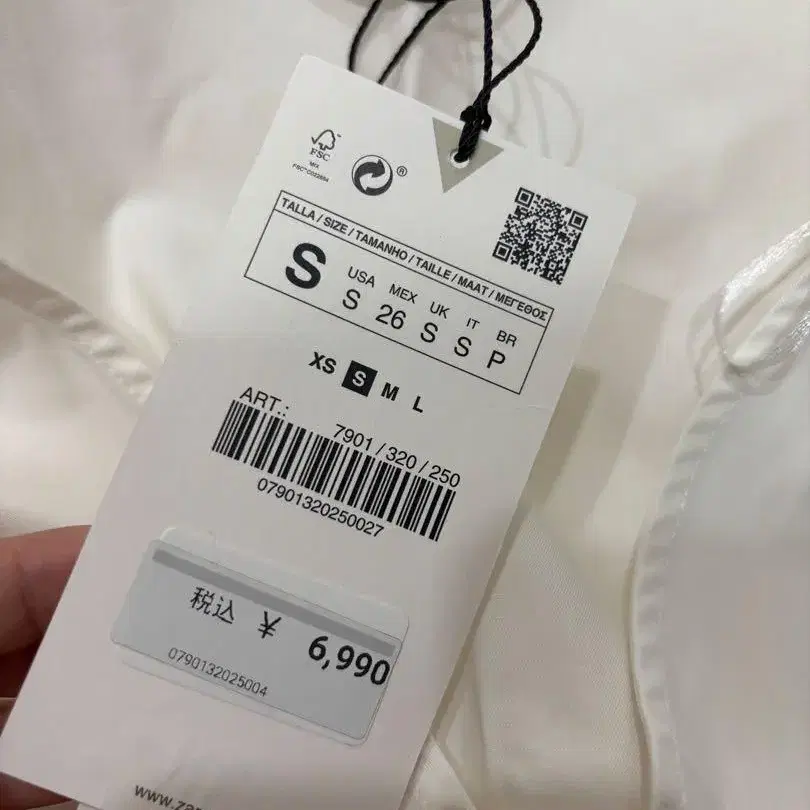 FSC
MIX
®
TALLA / SIZE / TAMANHO / TAILLE / MAAT / ΜΕΓΕΘΟΣ
S
USA MEX UK IT BR
S 26 S S P
XS S M L
ART.: 7901 / 320 / 250
07901320250027
税込 ¥ 6,990
0790132025004